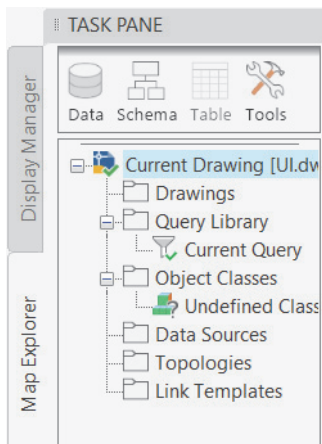 TASK PANE
Data Schema Table Tools
Current Drawing [UI.dw
Drawings
Query Library
Current Query
Object Classes
Undefined Class
Data Sources
Topologies
Link Templates
Display Manager
Map Explorer